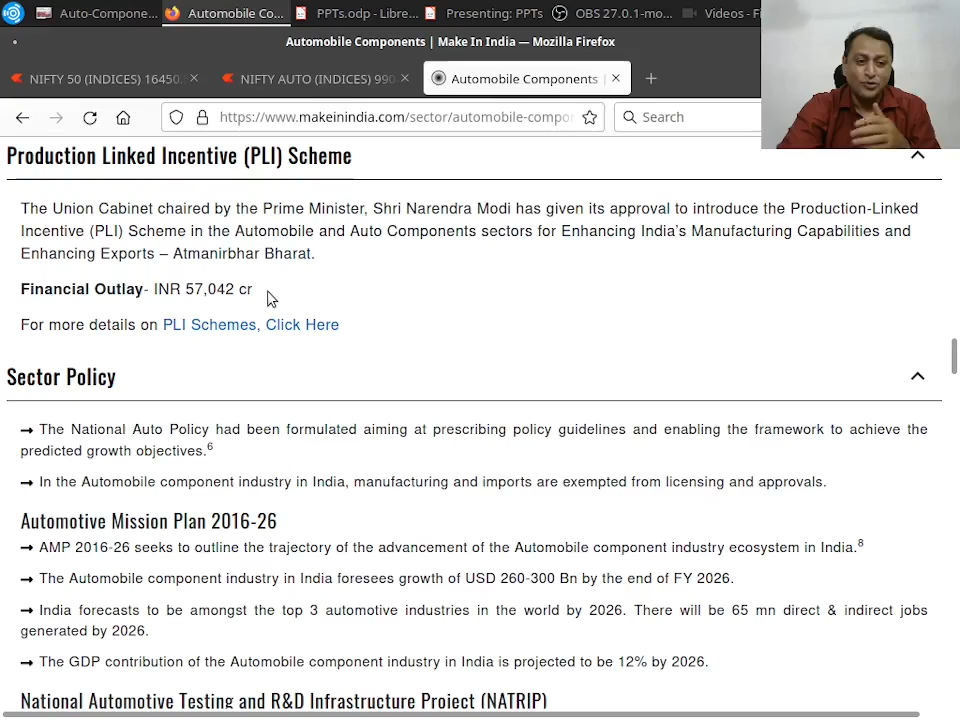 Auto-Compone...
Automobile Co...
PPTs.odp - Libre...
Presenting: PPTs
OBS 27.0.1-mo...
Videos - Fi
Automobile Components | Make In India — Mozilla Firefox
NIFTY 50 (INDICES) 16450
NIFTY AUTO (INDICES) 990
Automobile Components |
https://www.makeinindia.com/sector/automobile-compo
Search
Production Linked Incentive (PLI) Scheme
The Union Cabinet chaired by the Prime Minister, Shri Narendra Modi has given its approval to introduce the Production-Linked
Incentive (PLI) Scheme in the Automobile and Auto Components sectors for Enhancing India's Manufacturing Capabilities and
Enhancing Exports – Atmanirbhar Bharat.
Financial Outlay- INR 57,042 cr
For more details on PLI Schemes, Click Here
Sector Policy
→ The National Auto Policy had been formulated aiming at prescribing policy guidelines and enabling the framework to achieve the
predicted growth objectives.6
→ In the Automobile component industry in India, manufacturing and imports are exempted from licensing and approvals.
Automotive Mission Plan 2016-26
→ AMP 2016-26 seeks to outline the trajectory of the advancement of the Automobile component industry ecosystem in India.8
→ The Automobile component industry in India foresees growth of USD 260-300 Bn by the end of FY 2026.
→ India forecasts to be amongst the top 3 automotive industries in the world by 2026. There will be 65 mn direct & indirect jobs
generated by 2026.
→ The GDP contribution of the Automobile component industry in India is projected to be 12% by 2026.
National Automotive Testing and R&D Infrastructure Project (NATRIP)